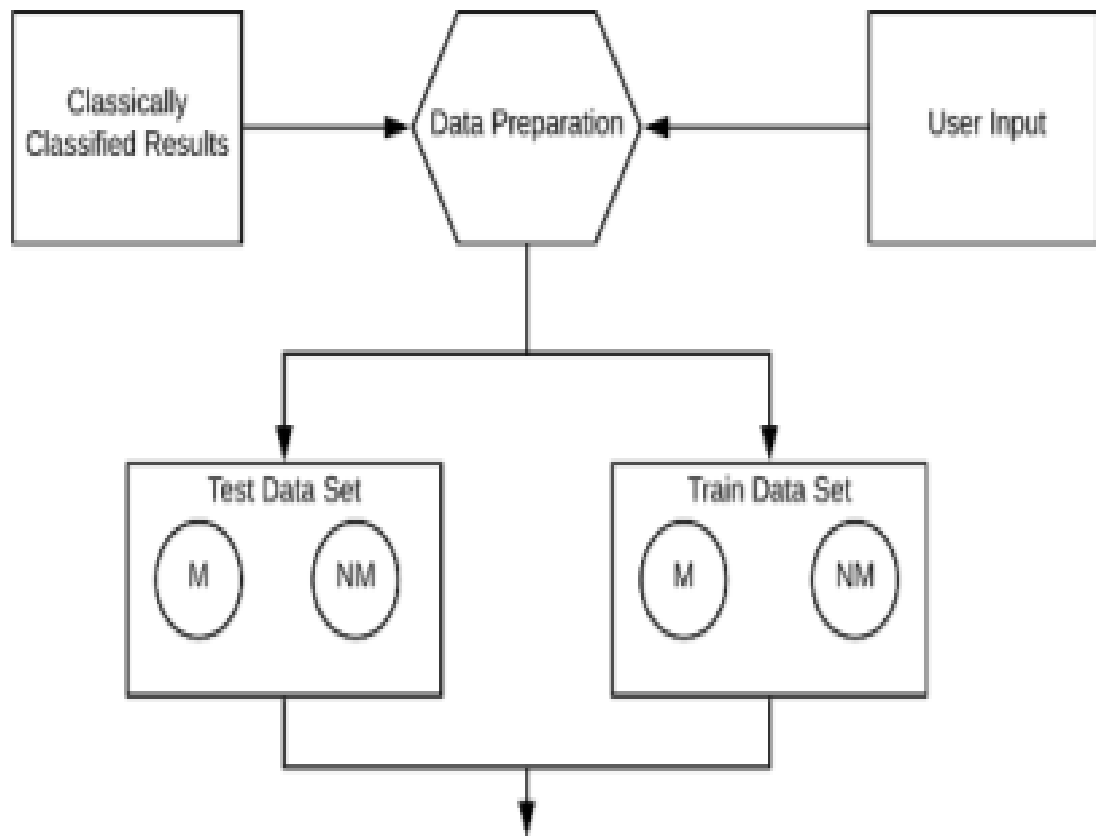 Classically
Classified Results
Data Preparation
User Input
Test Data Set
M
NM
Train Data Set
M
NM